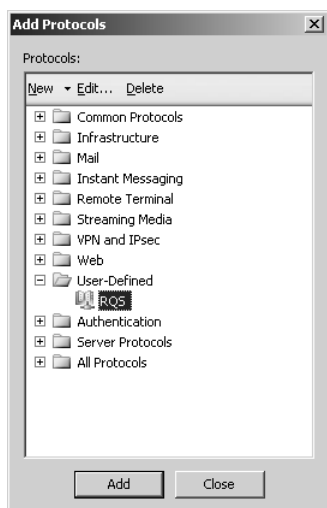 Add Protocols
Protocols:
New Edit... Delete
Common Protocols
Infrastructure
Mail
Instant Messaging
Remote Terminal
Streaming Media
VPN and IPsec
Web
User-Defined
RQS
Authentication
Server Protocols
All Protocols
Add Close